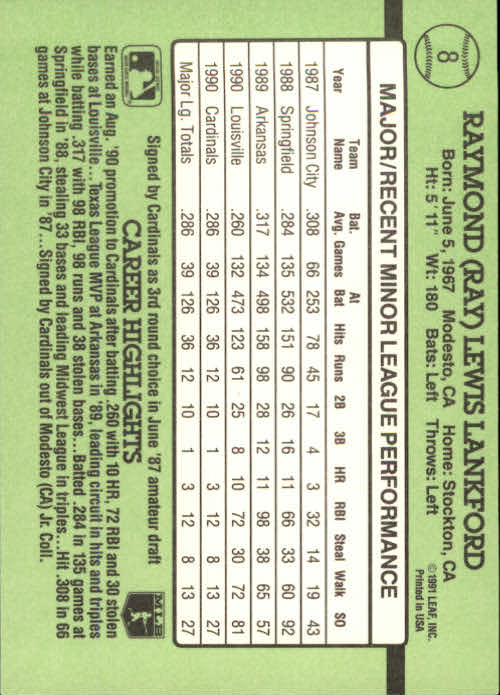 8
RAYMOND (RAY) LEWIS LANKFORD
Born: June 5, 1967 Modesto, CA Home: Stockton, CA
Ht: 5'11" Wt: 180 Bats: Left Throws: Left
© 1991 LEAF, INC.
Printed in USA
MAJOR/RECENT MINOR LEAGUE PERFORMANCE
Year Team Name Bat. Avg. Games At Bat Hits Runs 2B 3B HR RBI Steal Walk SO
1987 Johnson City .308 66 253 78 45 17 4 3 32 14 19 43
1988 Springfield .284 135 532 151 90 26 16 11 66 33 60 92
1989 Arkansas .317 134 498 158 98 28 12 11 98 38 65 57
1990 Louisville .260 132 473 123 61 25 8 10 72 30 72 81
1990 Cardinals .286 39 126 36 12 10 1 3 12 8 13 27
Major Lg. Totals .286 39 126 36 12 10 1 3 12 8 13 27
Signed by Cardinals as 3rd round choice in June '87 amateur draft
CAREER HIGHLIGHTS
MLB
Earned an Aug. '90 promotion to Cardinals after batting .260 with 10 HR, 72 RBI and 30 stolen
bases at Louisville...Texas League MVP at Arkansas in '89, leading circuit in hits and triples
while batting .317 with 98 RBI, 98 runs and 38 stolen bases...Batted .284 in 135 games at
Springfield in '88, stealing 33 bases and leading Midwest League in triples...Hit .308 in 66
games at Johnson City in '87...Signed by Cardinals out of Modesto (CA) Jr. Coll.